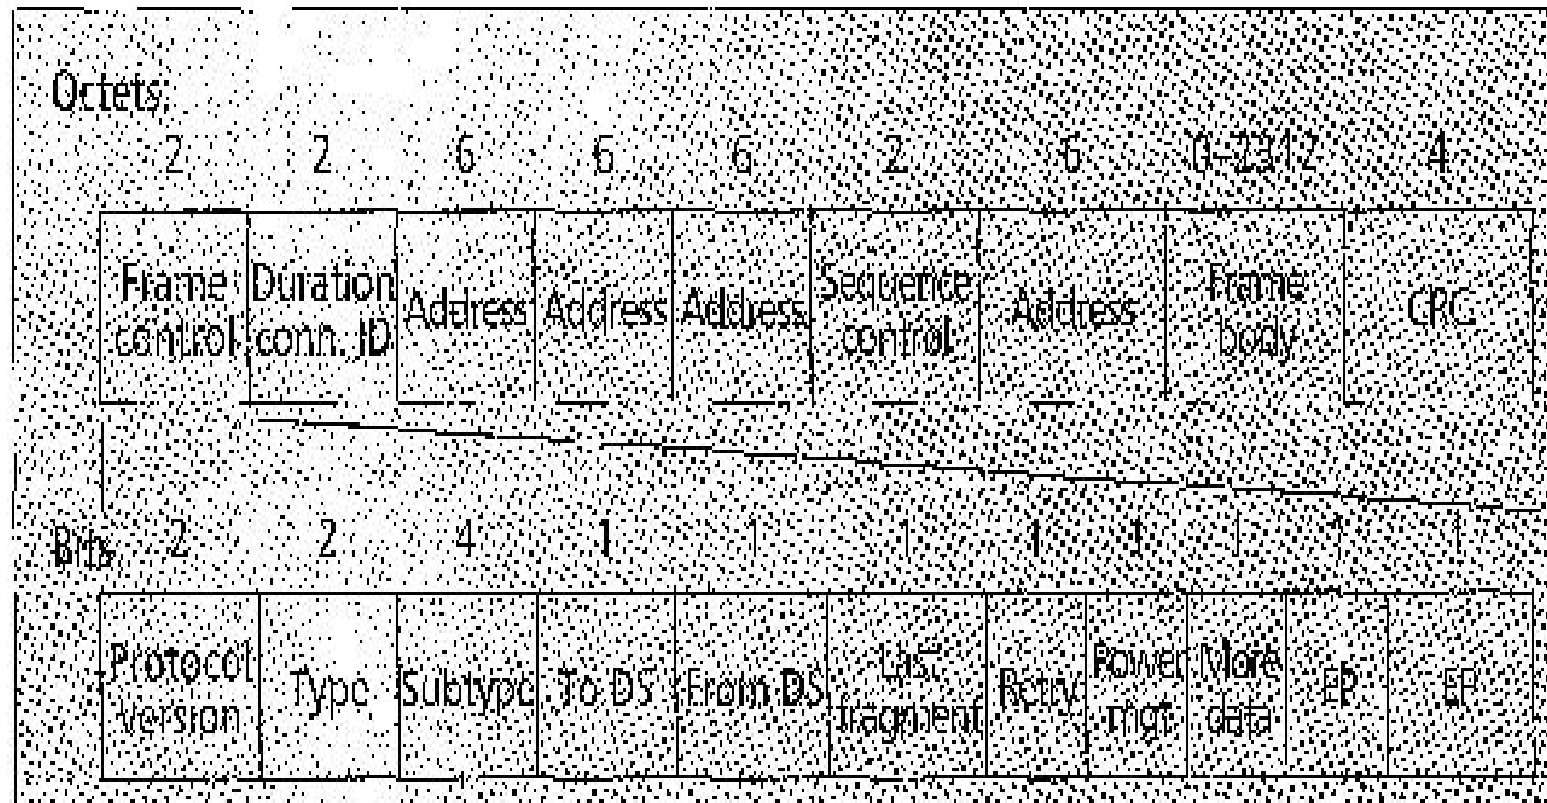 Octets:
2 2 6 6 6 2 6 0–2312 4
Frame control
Duration conn. ID
Address
Address
Address
Sequence control
Address
Frame body
CRC
Bits:
2 2 4 1 1 1 1 1 1 1 1
Protocol version
Type
Subtype
To DS
From DS
Last fragment
Retry
Power mgt
More data
EP
EP